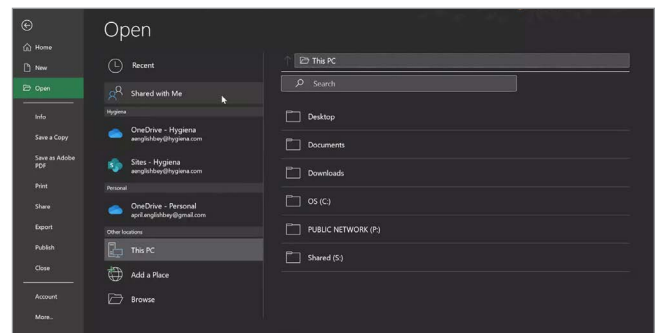 Open
Home
New
Open
Info
Save a Copy
Save as Adobe
PDF
Print
Share
Export
Publish
Close
Account
More...
Recent
Shared with Me
Hygiena
OneDrive - Hygiena
aenglishbey@hygiena.com
Sites - Hygiena
aenglishbey@hygiena.com
Personal
OneDrive - Personal
april.englishbey@gmail.com
Other locations
This PC
Add a Place
Browse
This PC
Search
Desktop
Documents
Downloads
OS (C:)
PUBLIC NETWORK (P:)
Shared (S:)